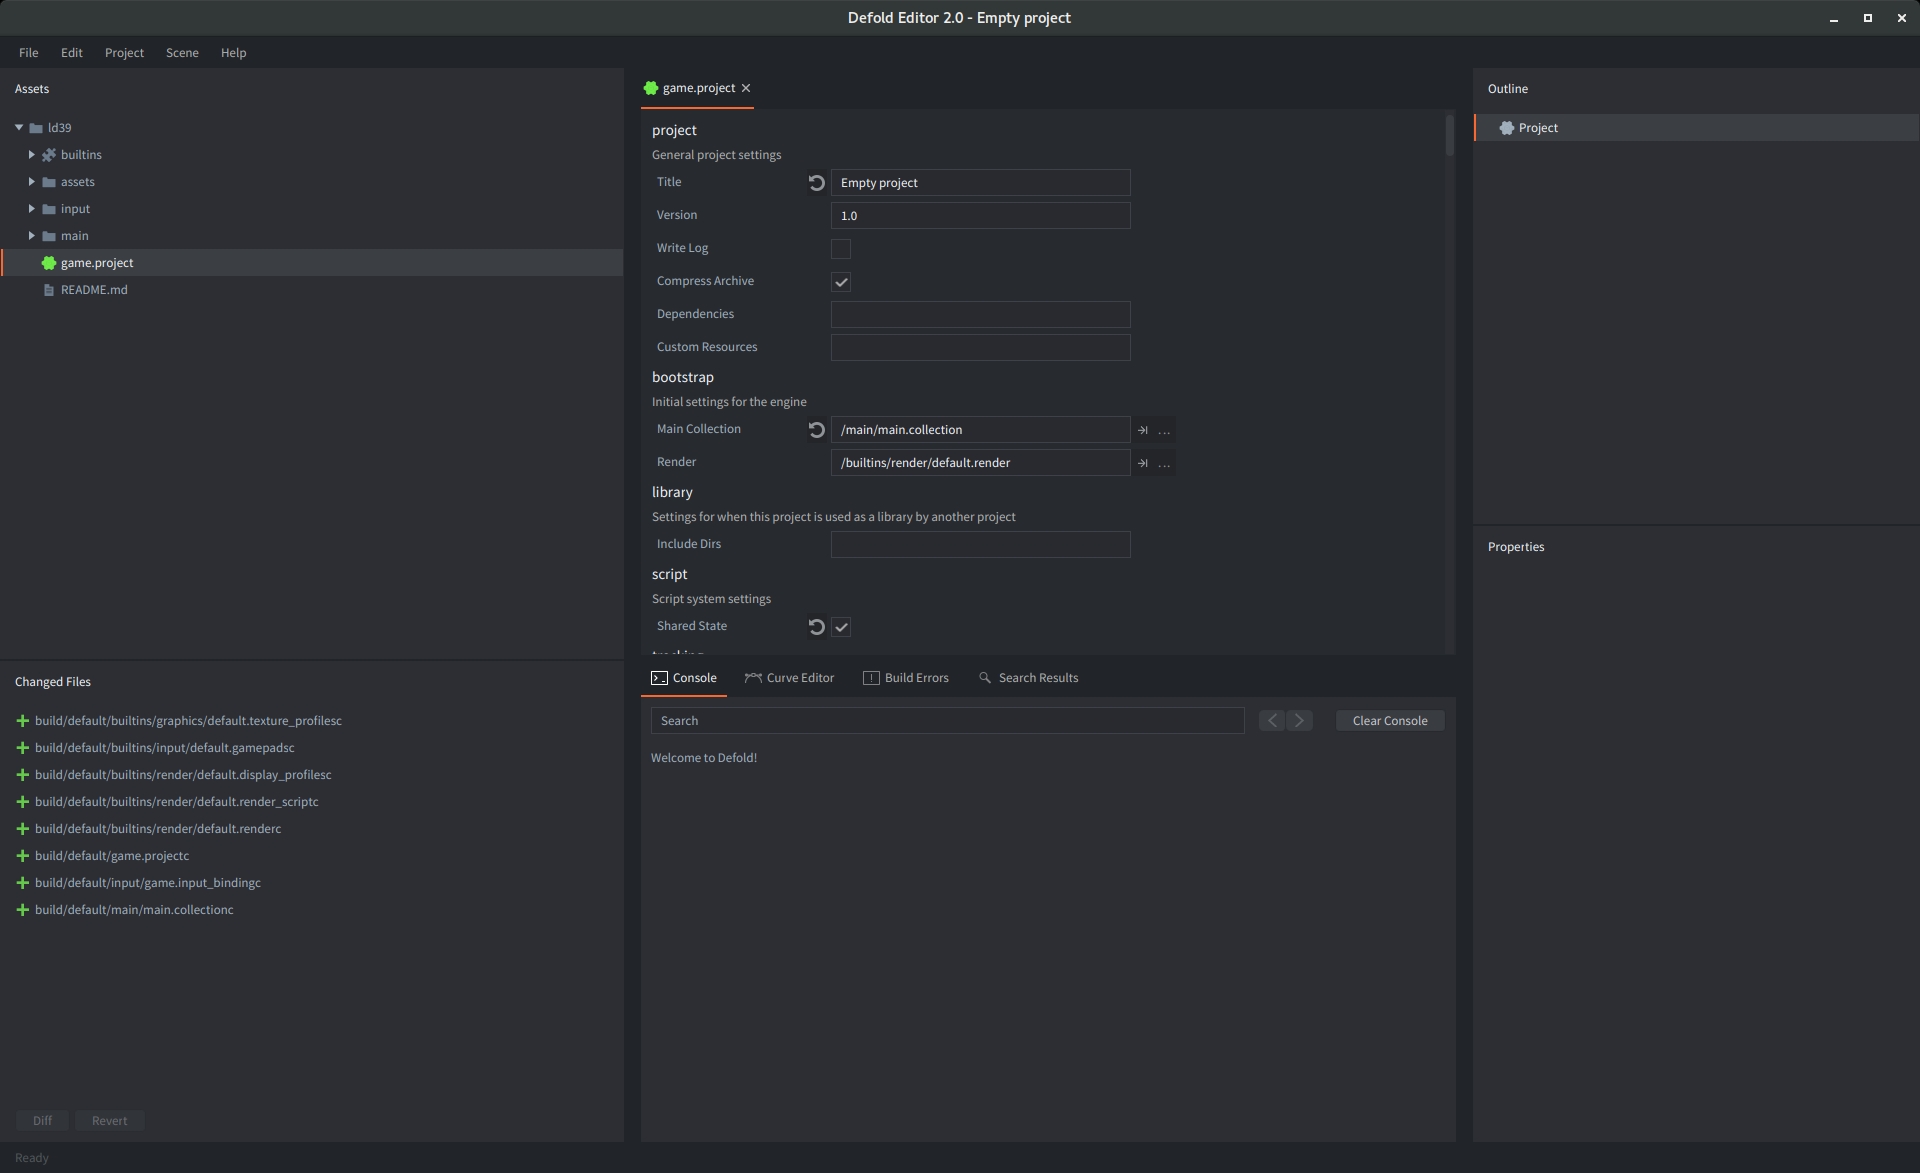 Defold Editor 2.0 - Empty project
File Edit Project Scene Help
Assets
ld39
builtins
assets
input
main
game.project
README.md
Changed Files
build/default/builtins/graphics/default.texture_profilesc
build/default/builtins/input/default.gamepadsc
build/default/builtins/render/default.display_profilesc
build/default/builtins/render/default.render_scriptc
build/default/builtins/render/default.renderc
build/default/game.projectc
build/default/input/game.input_bindingc
build/default/main/main.collectionc
Diff Revert
Ready
game.project
project
General project settings
Title Empty project
Version 1.0
Write Log
Compress Archive
Dependencies
Custom Resources
bootstrap
Initial settings for the engine
Main Collection /main/main.collection ...
Render /builtins/render/default.render ...
library
Settings for when this project is used as a library by another project
Include Dirs
script
Script system settings
Shared State
Console Curve Editor Build Errors Search Results
Search Clear Console
Welcome to Defold!
Outline
Project
Properties